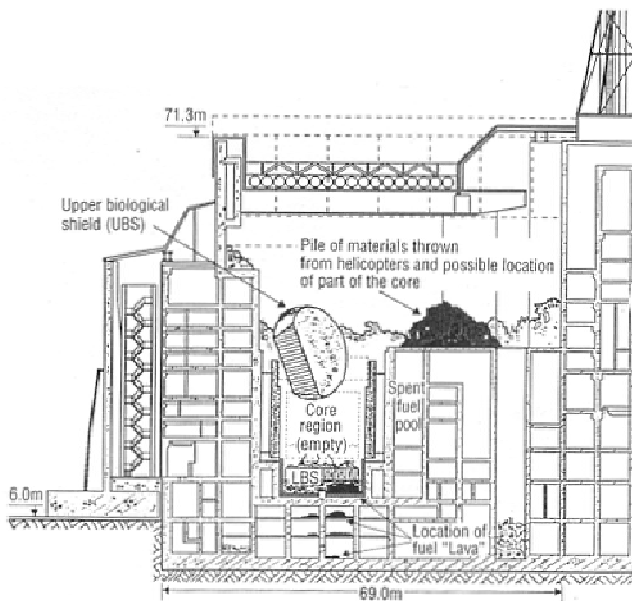 71.3m
Upper biological
shield (UBS)
Pile of materials thrown
from helicopters and possible location
of part of the core
Core
region
(empty)
Spent
fuel
pool
LBS
6.0m
Location of
fuel "Lava"
69.0m